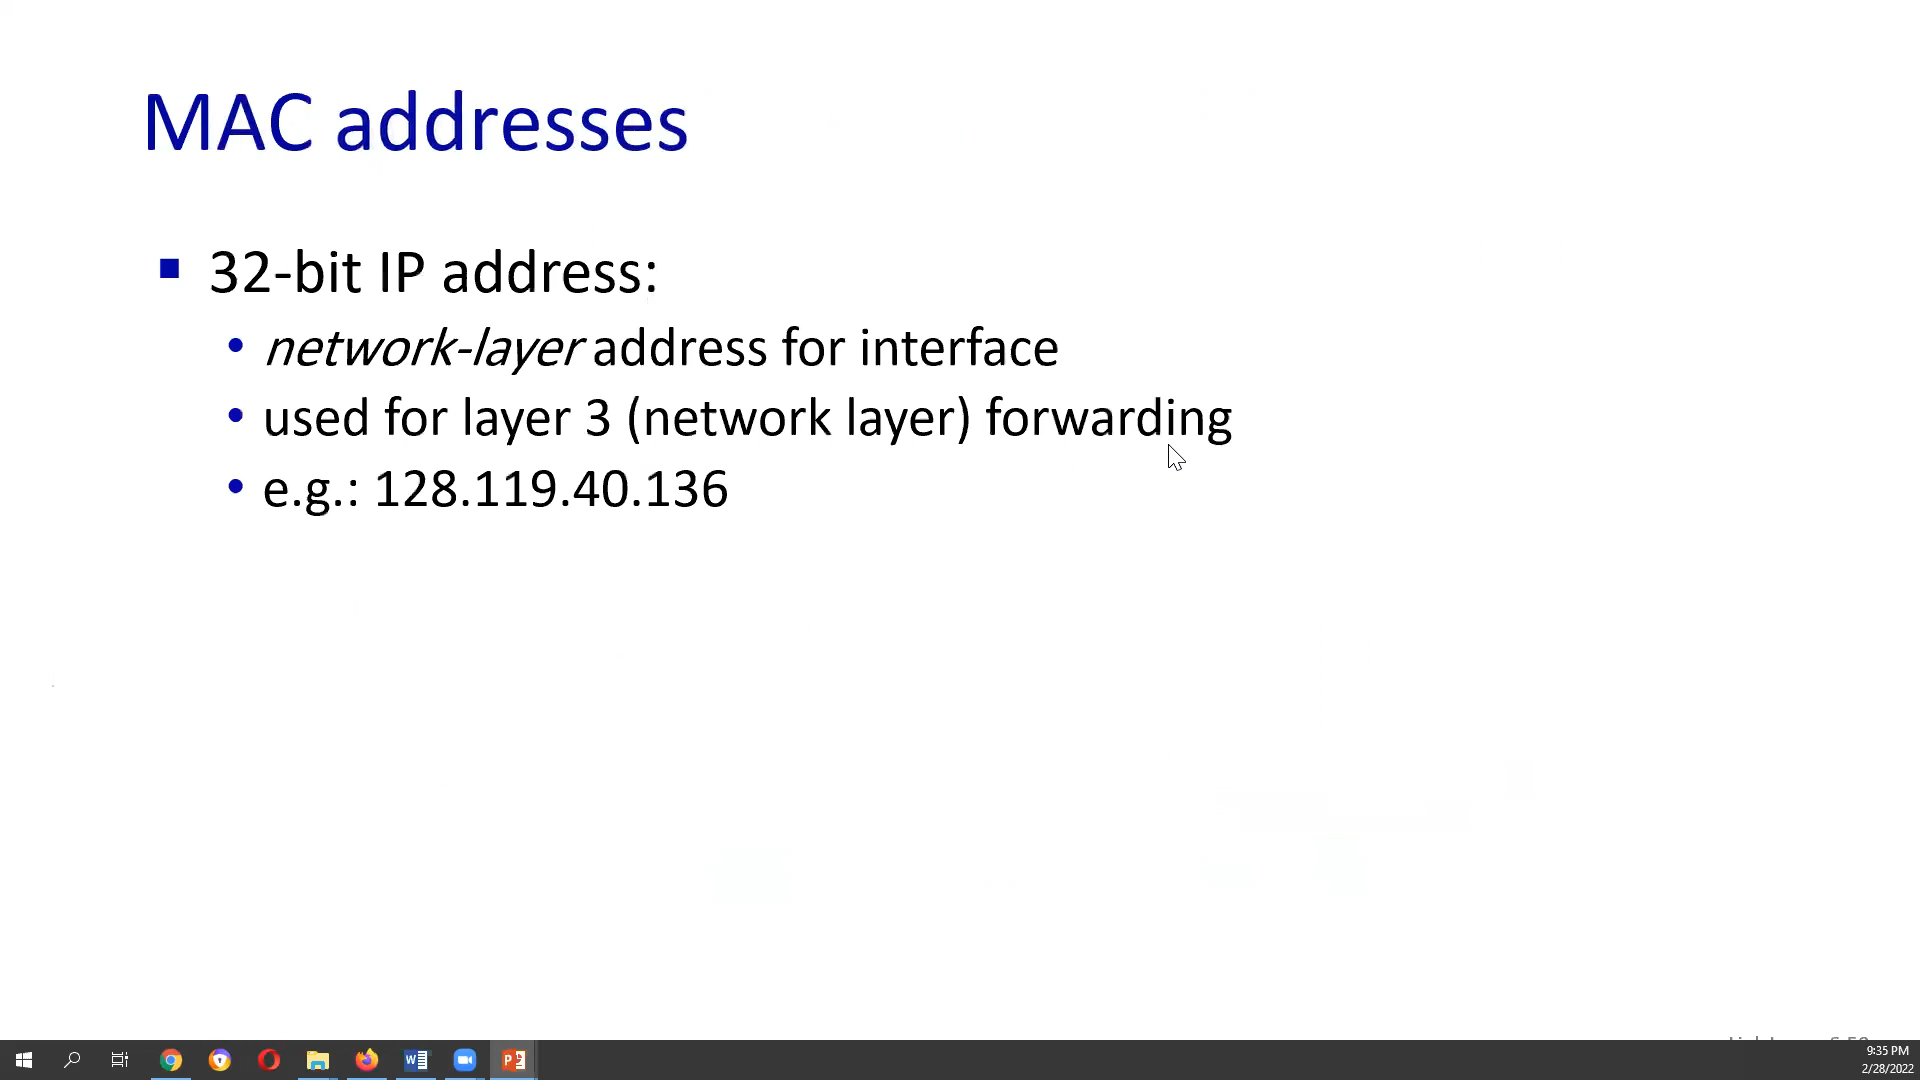 MAC addresses
▪ 32-bit IP address:
• network-layer address for interface
• used for layer 3 (network layer) forwarding
• e.g.: 128.119.40.136
9:35 PM
2/28/2022